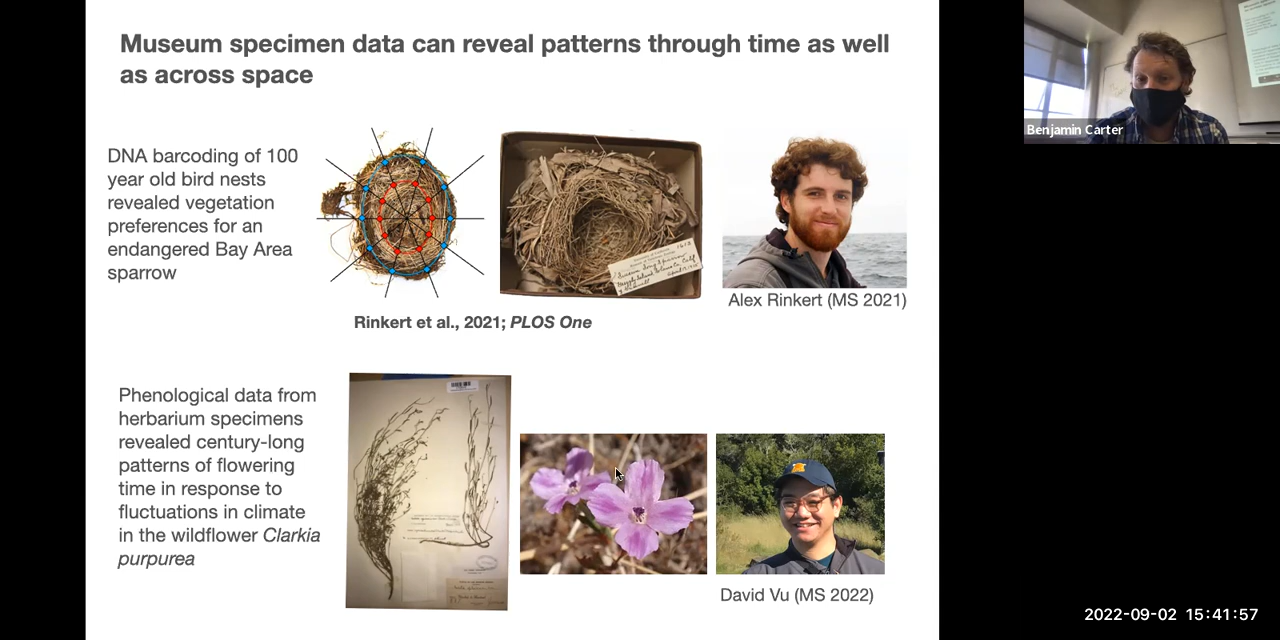 Museum specimen data can reveal patterns through time as well
as across space
DNA barcoding of 100
year old bird nests
revealed vegetation
preferences for an
endangered Bay Area
sparrow
Rinkert et al., 2021; PLOS One
Alex Rinkert (MS 2021)
Phenological data from
herbarium specimens
revealed century-long
patterns of flowering
time in response to
fluctuations in climate
in the wildflower Clarkia
purpurea
David Vu (MS 2022)
Benjamin Carter
2022-09-02 15:41:57